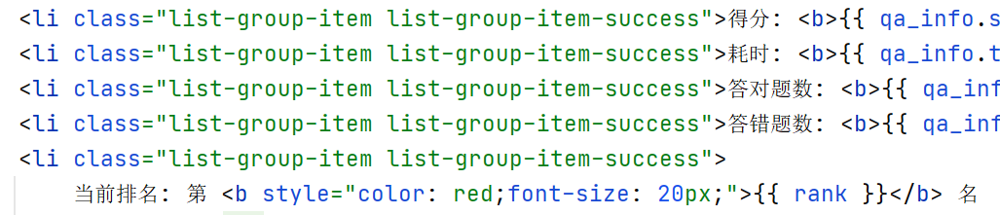 <li class="list-group-item list-group-item-success">得分: <b>{{ qa_info.s
<li class="list-group-item list-group-item-success">耗时: <b>{{ qa_info.t
<li class="list-group-item list-group-item-success">答对题数: <b>{{ qa_inf
<li class="list-group-item list-group-item-success">答错题数: <b>{{ qa_inf
<li class="list-group-item list-group-item-success">
当前排名: 第 <b style="color: red;font-size: 20px;">{{ rank }}</b> 名